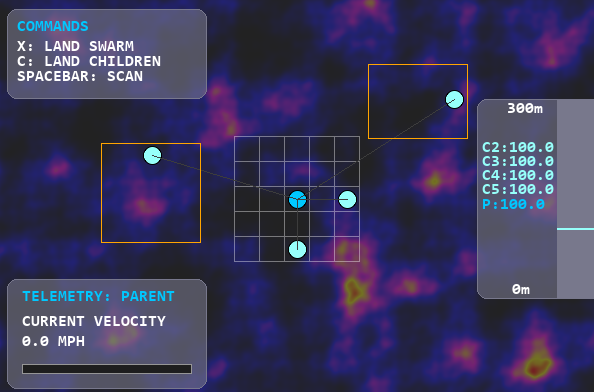 COMMANDS
X: LAND SWARM
C: LAND CHILDREN
SPACEBAR: SCAN
300m
C2:100.0
C3:100.0
C4:100.0
C5:100.0
P:100.0
0m
TELEMETRY: PARENT
CURRENT VELOCITY
0.0 MPH